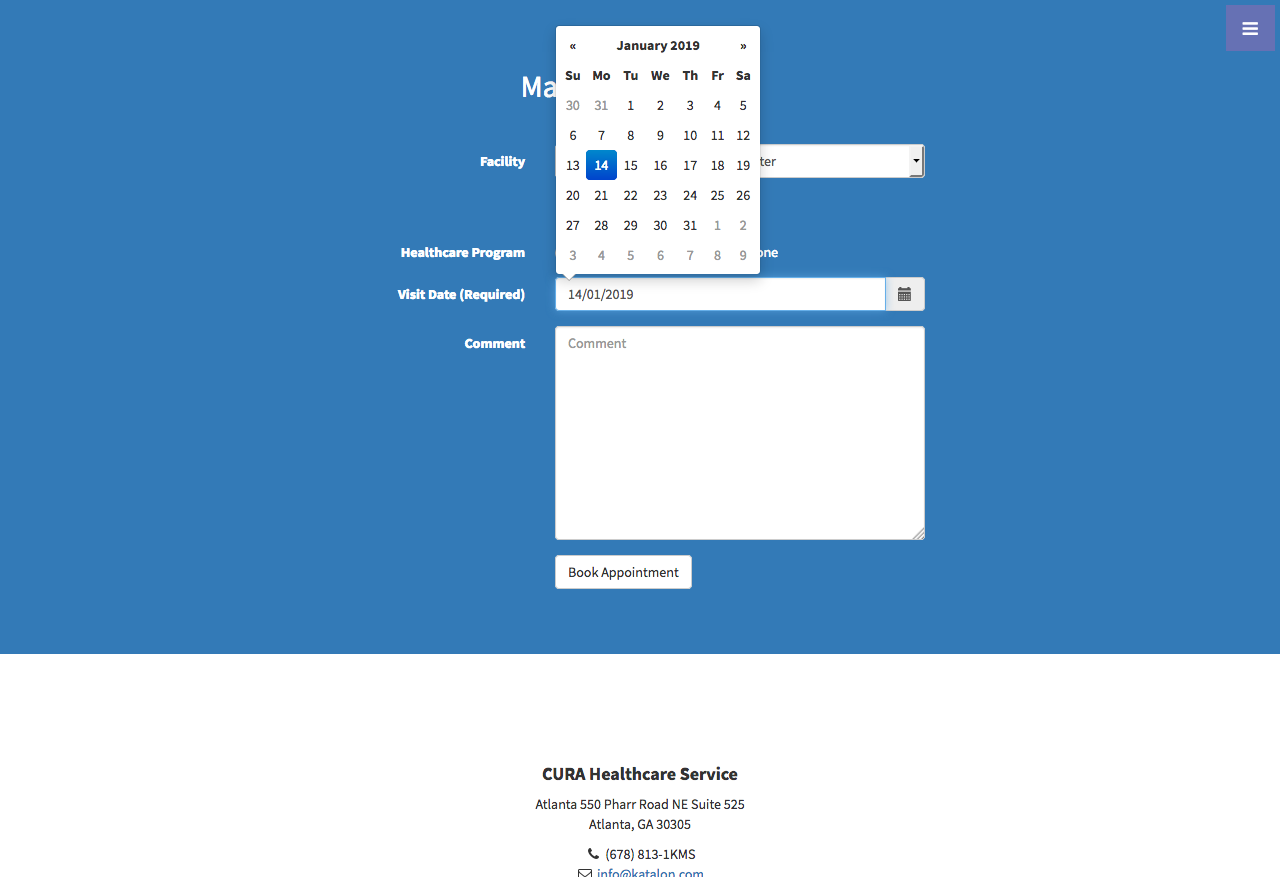 « January 2019 »
Su Mo Tu We Th Fr Sa
Ma
30 31 1 2 3 4 5
6 7 8 9 10 11 12
Facility
13 14 15 16 17 18 19
ter
20 21 22 23 24 25 26
27 28 29 30 31 1 2
Healthcare Program
3 4 5 6 7 8 9
one
Visit Date (Required)
14/01/2019
Comment
Comment
Book Appointment
CURA Healthcare Service
Atlanta 550 Pharr Road NE Suite 525
Atlanta, GA 30305
(678) 813-1KMS
info@katalon.com